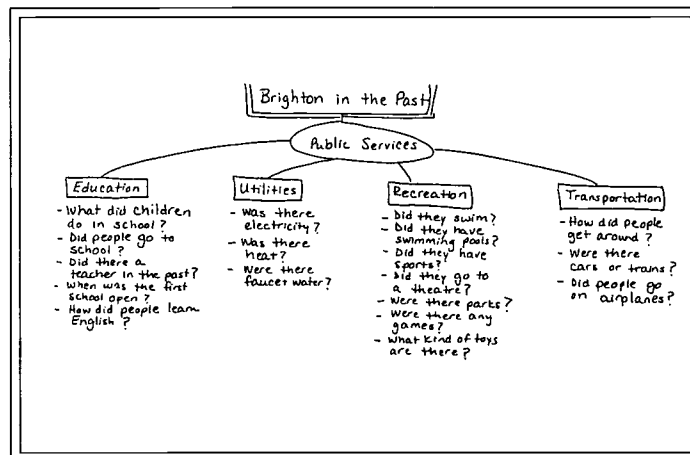 Brighton in the Past
Public Services
Education
- What did children
do in school?
- Did people go to
school?
- Did there a
teacher in the past?
- When was the first
school open?
- How did people learn
English?
Utilities
- Was there
electricity?
- Was there
heat?
- Were there
faucet water?
Recreation
- Did they swim?
- Did they have
swimming pools?
- Did they have
sports?
- Did they go to
a theatre?
- Were there parks?
- Were there any
games?
- What kind of toys
are there?
Transportation
- How did people
get around?
- Were there
cars or trains?
- Did people go
on airplanes?